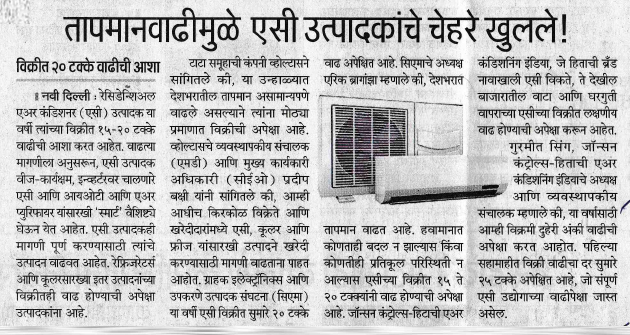 तापमानवाढीमुळे एसी उत्पादकांचे चेहरे खुलले!
विक्रीत २० टक्के वाढीची आशा
॥ नवी दिल्ली : रेसिडेन्शिअल
एअर कंडिशनर (एसी) उत्पादक या
वर्षी त्यांच्या विक्रीत १५-२० टक्के
वाढीची आशा करत आहेत. वाढत्या
मागणीला अनुसरून, एसी उत्पादक
वीज-कार्यक्षम, इन्व्हर्टरवर चालणारे
एसी आणि आयओटी आणि एअर
प्युरिफायर यांसारखी 'स्मार्ट' वैशिष्ट्ये
घेऊन येत आहेत. एसी उत्पादकही
मागणी पूर्ण करण्यासाठी त्यांचे
उत्पादन वाढवत आहेत. रेफ्रिजरेटर्स
आणि कूलरसारख्या इतर उत्पादनांच्या
विक्रीतही वाढ होण्याची अपेक्षा
उत्पादकांना आहे.
टाटा समूहाची कंपनी व्होल्टासने
सांगितले की, या उन्हाळ्यात
देशभरातील तापमान असामान्यपणे
वाढले असल्याने त्यांना मोठ्या
प्रमाणात विक्रीची अपेक्षा आहे.
व्होल्टासचे व्यवस्थापकीय संचालक
(एमडी) आणि मुख्य कार्यकारी
अधिकारी (सीईओ) प्रदीप
बक्षी यांनी सांगितले की, आम्ही
आधीच किरकोळ विक्रेते आणि
खरेदीदारांमध्ये एसी, कूलर आणि
फ्रीज यांसारखी उत्पादने खरेदी
करण्यासाठी मागणी वाढताना पाहत
आहोत. ग्राहक इलेक्ट्रॉनिक्स आणि
उपकरणे उत्पादक संघटना (सिएमा)
या वर्षी एसी विक्रीत सुमारे २० टक्के
वाढ अपेक्षित आहे. सिएमाचे अध्यक्ष
एरिक ब्रागांझा म्हणाले की, देशभरात
तापमान वाढत आहे. हवामानात
कोणताही बदल न झाल्यास किंवा
कोणतीही प्रतिकूल परिस्थिती न
आल्यास एसीच्या विक्रीत १५ ते
२० टक्क्यांनी वाढ होण्याची अपेक्षा
आहे. जॉन्सन कंट्रोल्स-हिटाची एअर
कंडिशनिंग इंडिया, जे हिताची ब्रँड
नावाखाली एसी विकते, ते देखील
बाजारातील वाटा आणि घरगुती
वापराच्या एसीच्या विक्रीत लक्षणीय
वाढ होण्याची अपेक्षा करून आहेत.
गुरमीत सिंग, जॉन्सन
कंट्रोल्स-हिताची एअर
कंडिशनिंग इंडियाचे अध्यक्ष
आणि व्यवस्थापकीय
संचालक म्हणाले की, या वर्षासाठी
आम्ही विक्रमी दुहेरी अंकी वाढीची
अपेक्षा करत आहोत. पहिल्या
सहामाहीत विक्री वाढीचा दर सुमारे
२५ टक्के अपेक्षित आहे, जो संपूर्ण
एसी उद्योगाच्या वाढीपेक्षा जास्त
असेल.